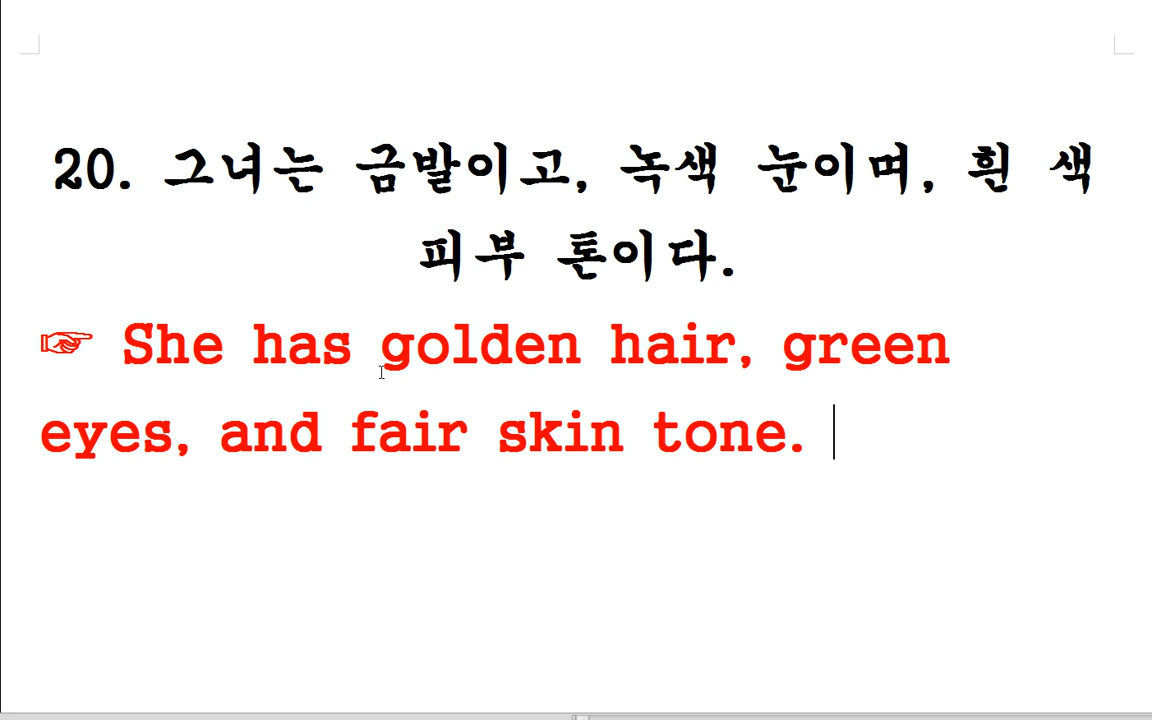 20. 그녀는 금발이고, 녹색 눈이며, 흰 색
피부 톤이다.
☞ She has golden hair, green
eyes, and fair skin tone.